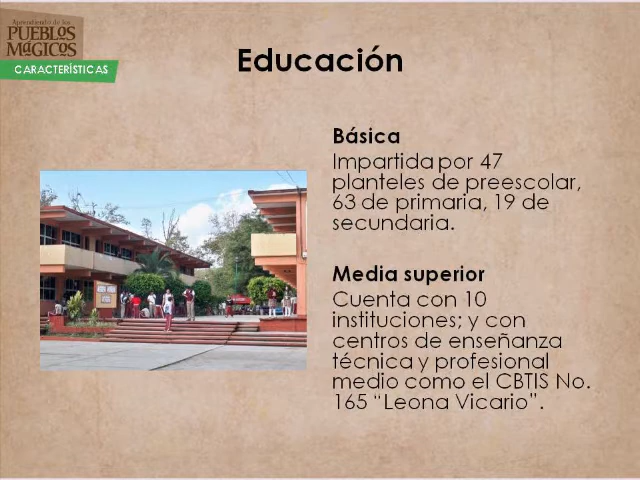 Aprendiendo de los
PUEBLOS
MáGICOS
CARACTERÍSTICAS
Educación
Básica
Impartida por 47
planteles de preescolar,
63 de primaria, 19 de
secundaria.
Media superior
Cuenta con 10
instituciones; y con
centros de enseñanza
técnica y profesional
medio como el CBTIS No.
165 “Leona Vicario”.